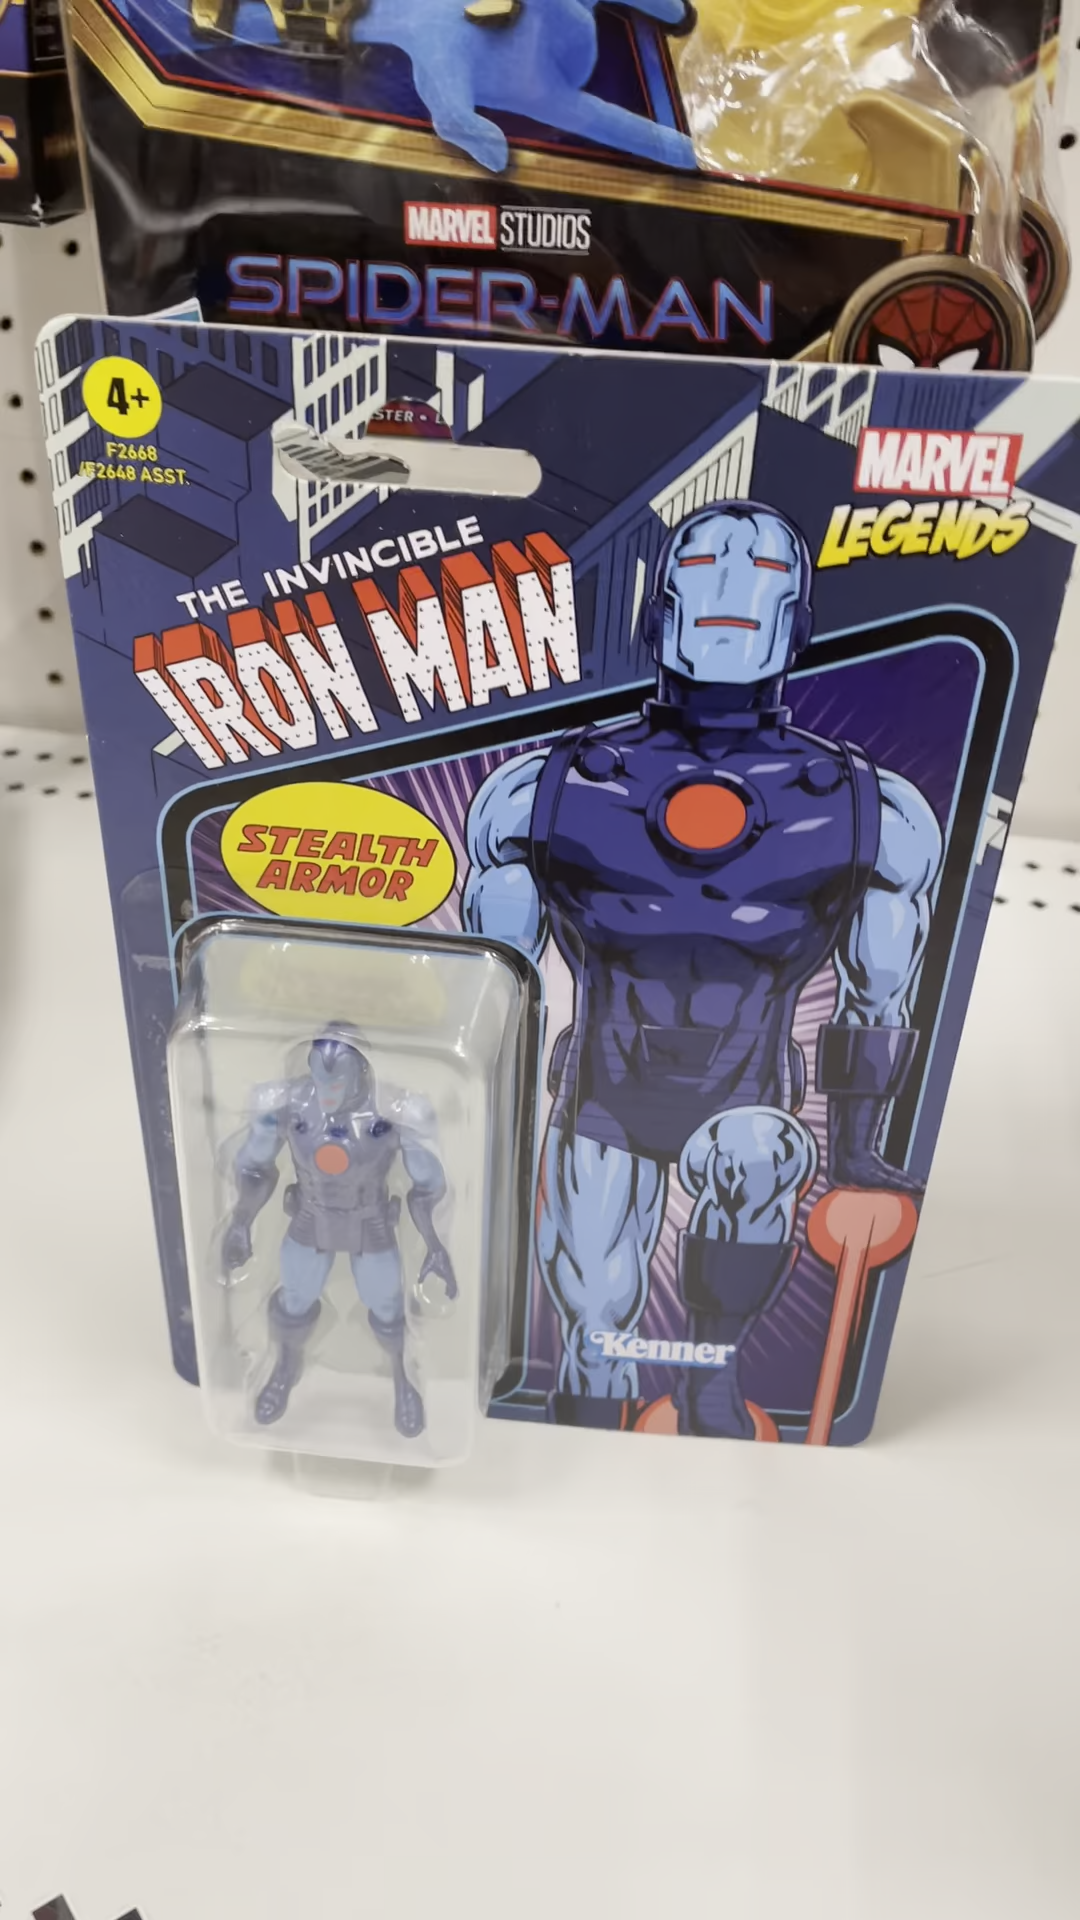 MARVEL STUDIOS
SPIDER-MAN
4+
F2668
/F2648 ASST.
MARVEL
LEGENDS
THE INVINCIBLE
IRON MAN
STEALTH
ARMOR
Kenner